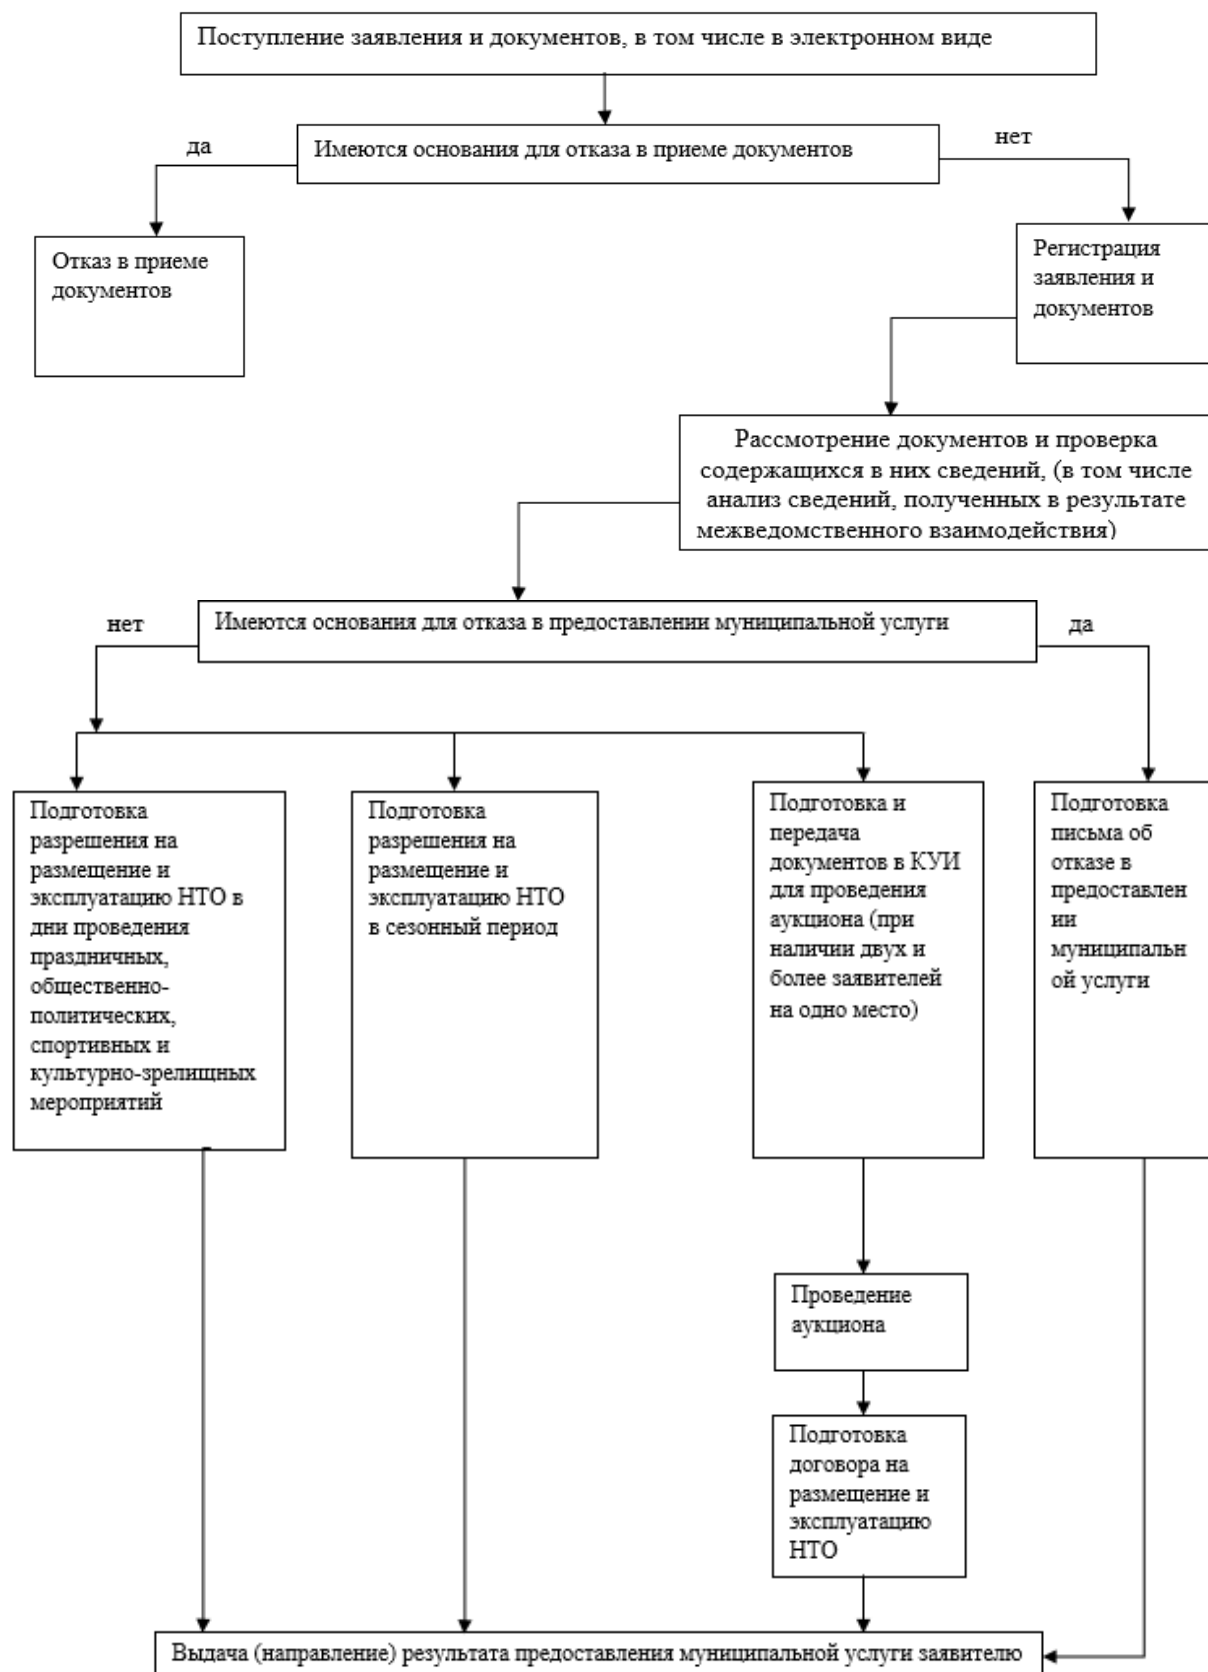 Поступление заявления и документов, в том числе в электронном виде
да
Имеются основания для отказа в приеме документов
нет
Отказ в приеме
документов
Регистрация
заявления и
документов
Рассмотрение документов и проверка
содержащихся в них сведений, (в том числе
анализ сведений, полученных в результате
межведомственного взаимодействия)
нет
Имеются основания для отказа в предоставлении муниципальной услуги
да
Подготовка
разрешения на
размещение и
эксплуатацию НТО в
дни проведения
праздничных,
общественно-
политических,
спортивных и
культурно-зрелищных
мероприятий
Подготовка
разрешения на
размещение и
эксплуатацию НТО
в сезонный период
Подготовка и
передача
документов в КУИ
для проведения
аукциона (при
наличии двух и
более заявителей
на одно место)
Подготовка
письма об
отказе в
предоставлен
ии
муниципальн
ой услуги
Проведение
аукциона
Подготовка
договора на
размещение и
эксплуатацию
НТО
Выдача (направление) результата предоставления муниципальной услуги заявителю